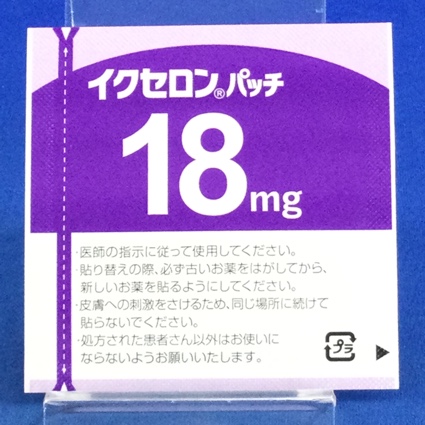 イクセロン®パッチ
18mg
・医師の指示に従って使用してください。
・貼り替えの際、必ず古いお薬をはがしてから、
新しいお薬を貼るようにしてください。
・皮膚への刺激をさけるため、同じ場所に続けて
貼らないでください。
・処方された患者さん以外はお使いに
ならないようお願いいたします。
プラ